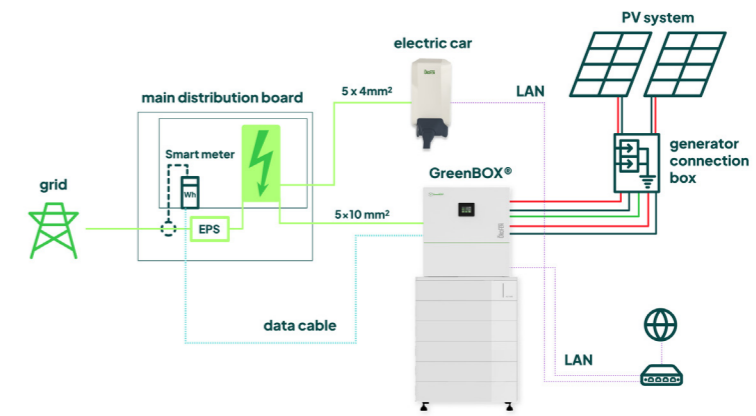 PV system
electric car
5 x 4mm²
LAN
main distribution board
Smart meter
generator
connection
box
GreenBOX®
grid
Wh
EPS
5×10 mm²
data cable
LAN